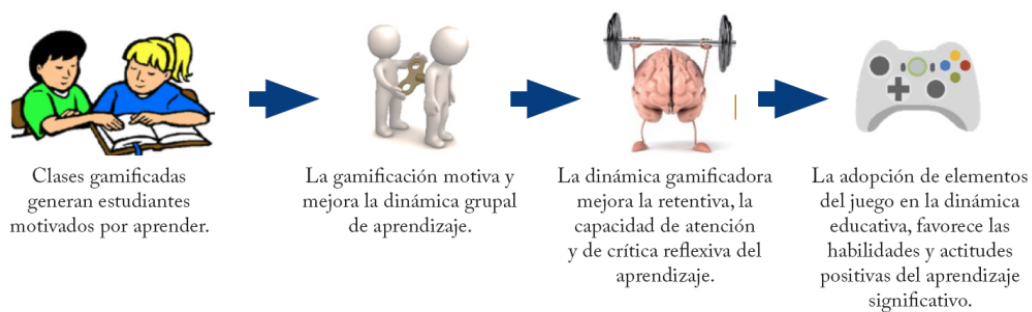 Clases gamificadas
generan estudiantes
motivados por aprender.
La gamificación motiva y
mejora la dinámica grupal
de aprendizaje.
La dinámica gamificadora
mejora la retentiva, la
capacidad de atención
y de crítica reflexiva del
aprendizaje.
La adopción de elementos
del juego en la dinámica
educativa, favorece las
habilidades y actitudes
positivas del aprendizaje
significativo.